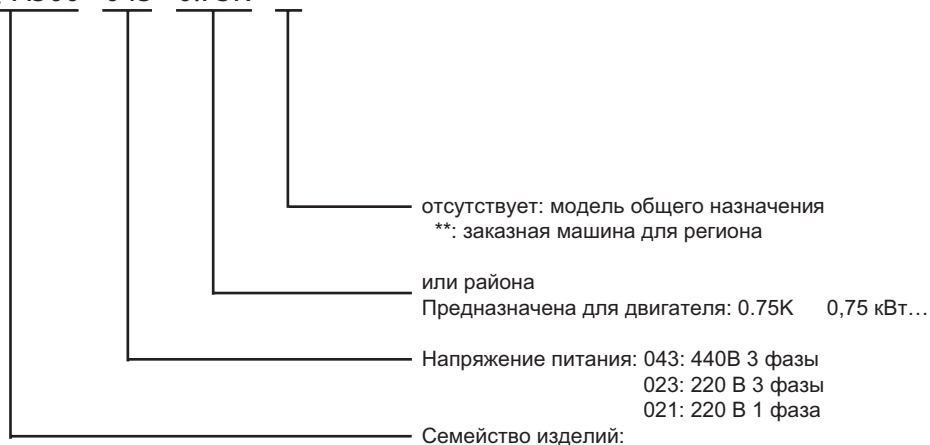 отсутствует: модель общего назначения
**: заказная машина для региона
или района
Предназначена для двигателя: 0.75K 0,75 кВт...
Напряжение питания: 043: 440В 3 фазы
023: 220 В 3 фазы
021: 220 В 1 фаза
Семейство изделий: